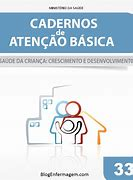 MINISTÉRIO DA SAÚDE
CADERNOS
de
ATENÇÃO BÁSICA
SAÚDE DA CRIANÇA: CRESCIMENTO E DESENVOLVIMENTO
33
BlogEnfermagem.com